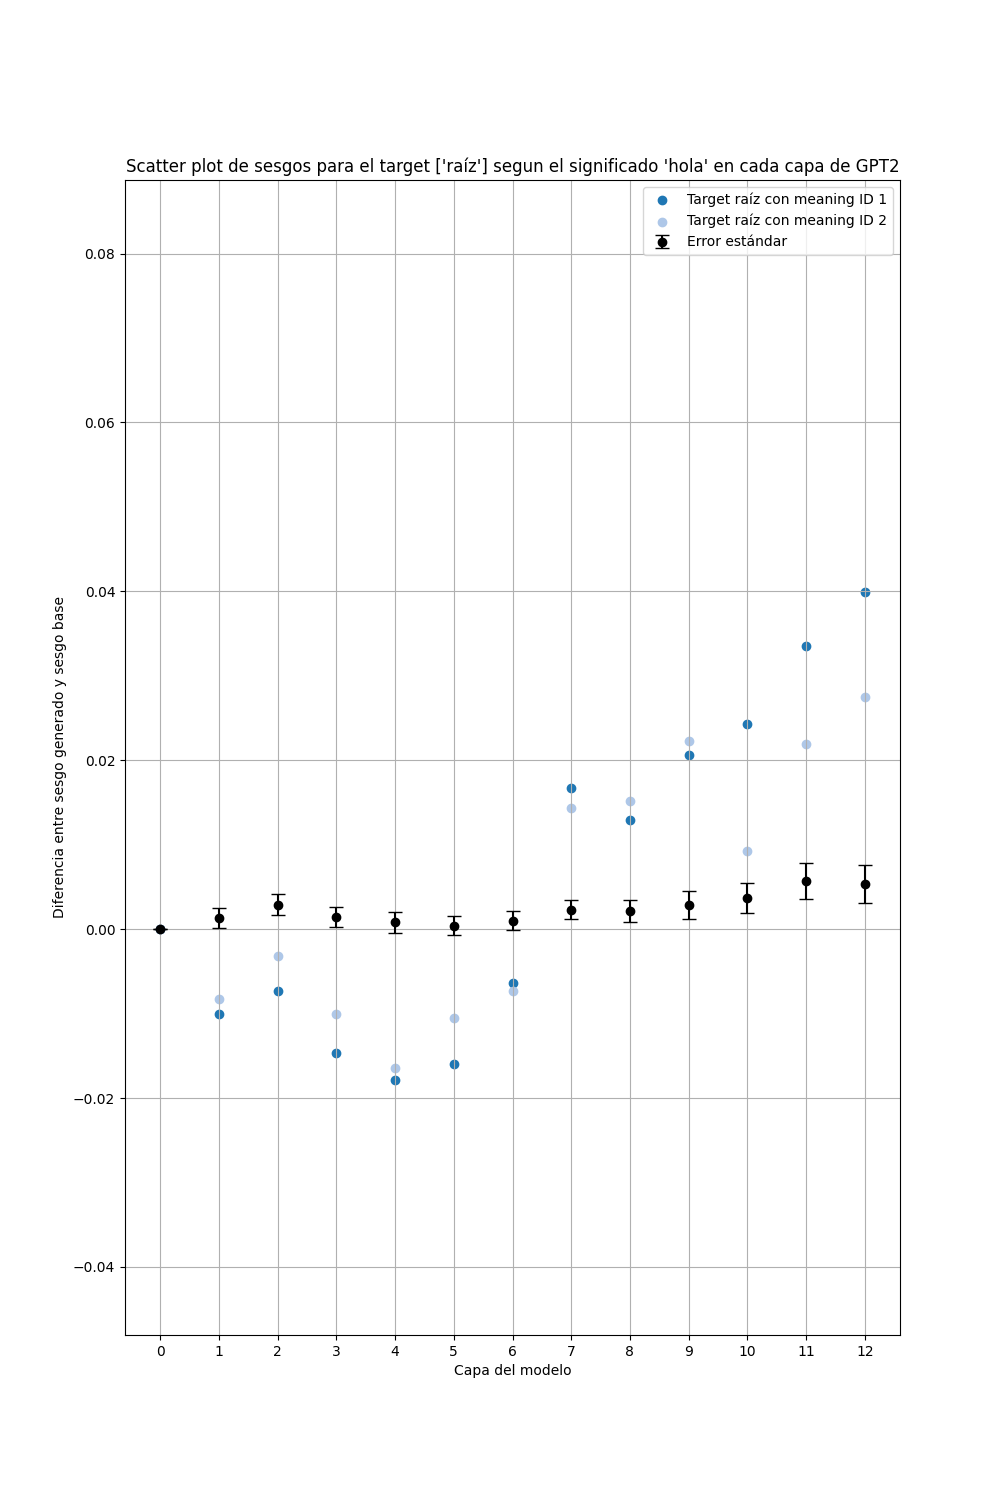 Scatter plot de sesgos para el target ['raíz'] segun el significado 'hola' en cada capa de GPT2
Target raíz con meaning ID 1
Target raíz con meaning ID 2
Error estándar
Diferencia entre sesgo generado y sesgo base
0.08
0.06
0.04
0.02
0.00
−0.02
−0.04
0 1 2 3 4 5 6 7 8 9 10 11 12
Capa del modelo